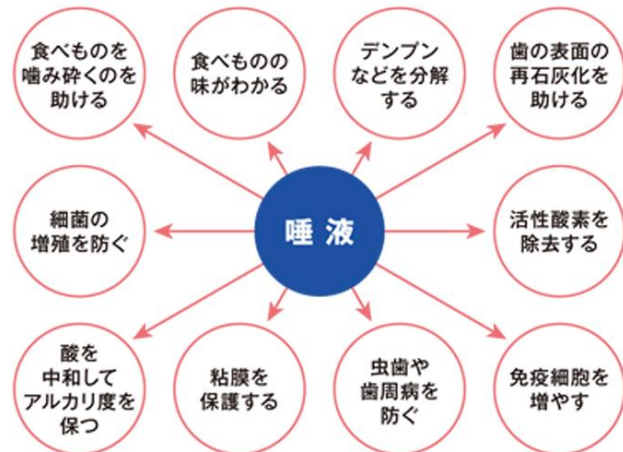 食べものを
噛み砕くのを
助ける
食べものの
味がわかる
デンプン
などを分解
する
歯の表面の
再石灰化を
助ける
細菌の
増殖を防ぐ
唾液
活性酸素を
除去する
酸を
中和して
アルカリ度を
保つ
粘膜を
保護する
虫歯や
歯周病を
防ぐ
免疫細胞を
増やす